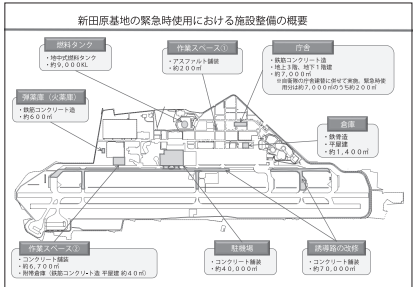 新田原基地の緊急時使用における施設整備の概要
燃料タンク
・地中式燃料タンク
・約9,000KL
作業スペース①
・アスファルト舗装
・約200㎡
庁舎
・鉄筋コンクリート造
・地上3階、地下1階建
・約7,000㎡
※自衛隊の庁舎建替に併せて実施。緊急時使
用分は約7,000㎡のうち約200㎡
弾薬庫（火薬庫）
・鉄筋コンクリート造
・約600㎡
倉庫
・鉄骨造
・平屋建
・約1,400㎡
作業スペース②
・コンクリート舗装
・約6,700㎡
・附帯倉庫（鉄筋コンクリート造 平屋建 約40㎡）
駐機場
・コンクリート舗装
・約40,000㎡
誘導路の改修
・コンクリート舗装
・約70,000㎡